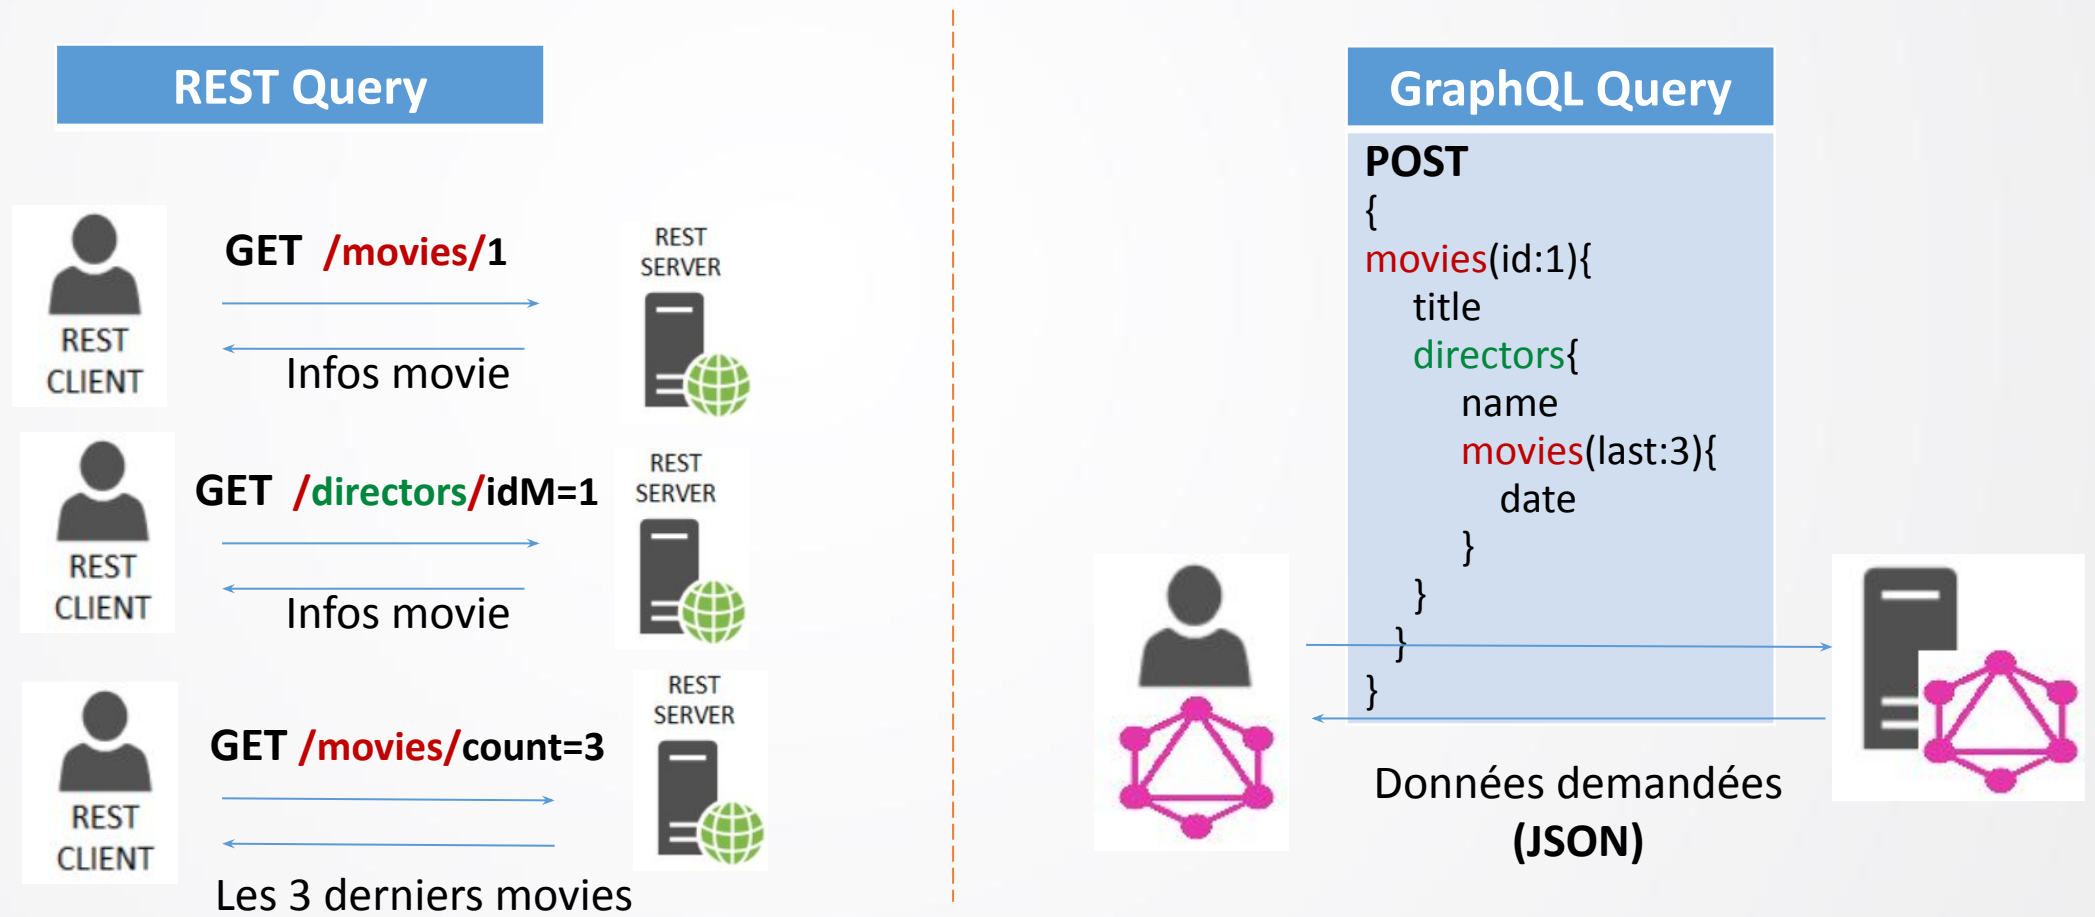 REST Query
REST
CLIENT
GET /movies/1
Infos movie
REST
SERVER
REST
CLIENT
GET /directors/idM=1
Infos movie
REST
SERVER
REST
CLIENT
GET /movies/count=3
Les 3 derniers movies
REST
SERVER
GraphQL Query
POST
{
movies(id:1){
title
directors{
name
movies(last:3){
date
}
}
}
}
Données demandées
(JSON)